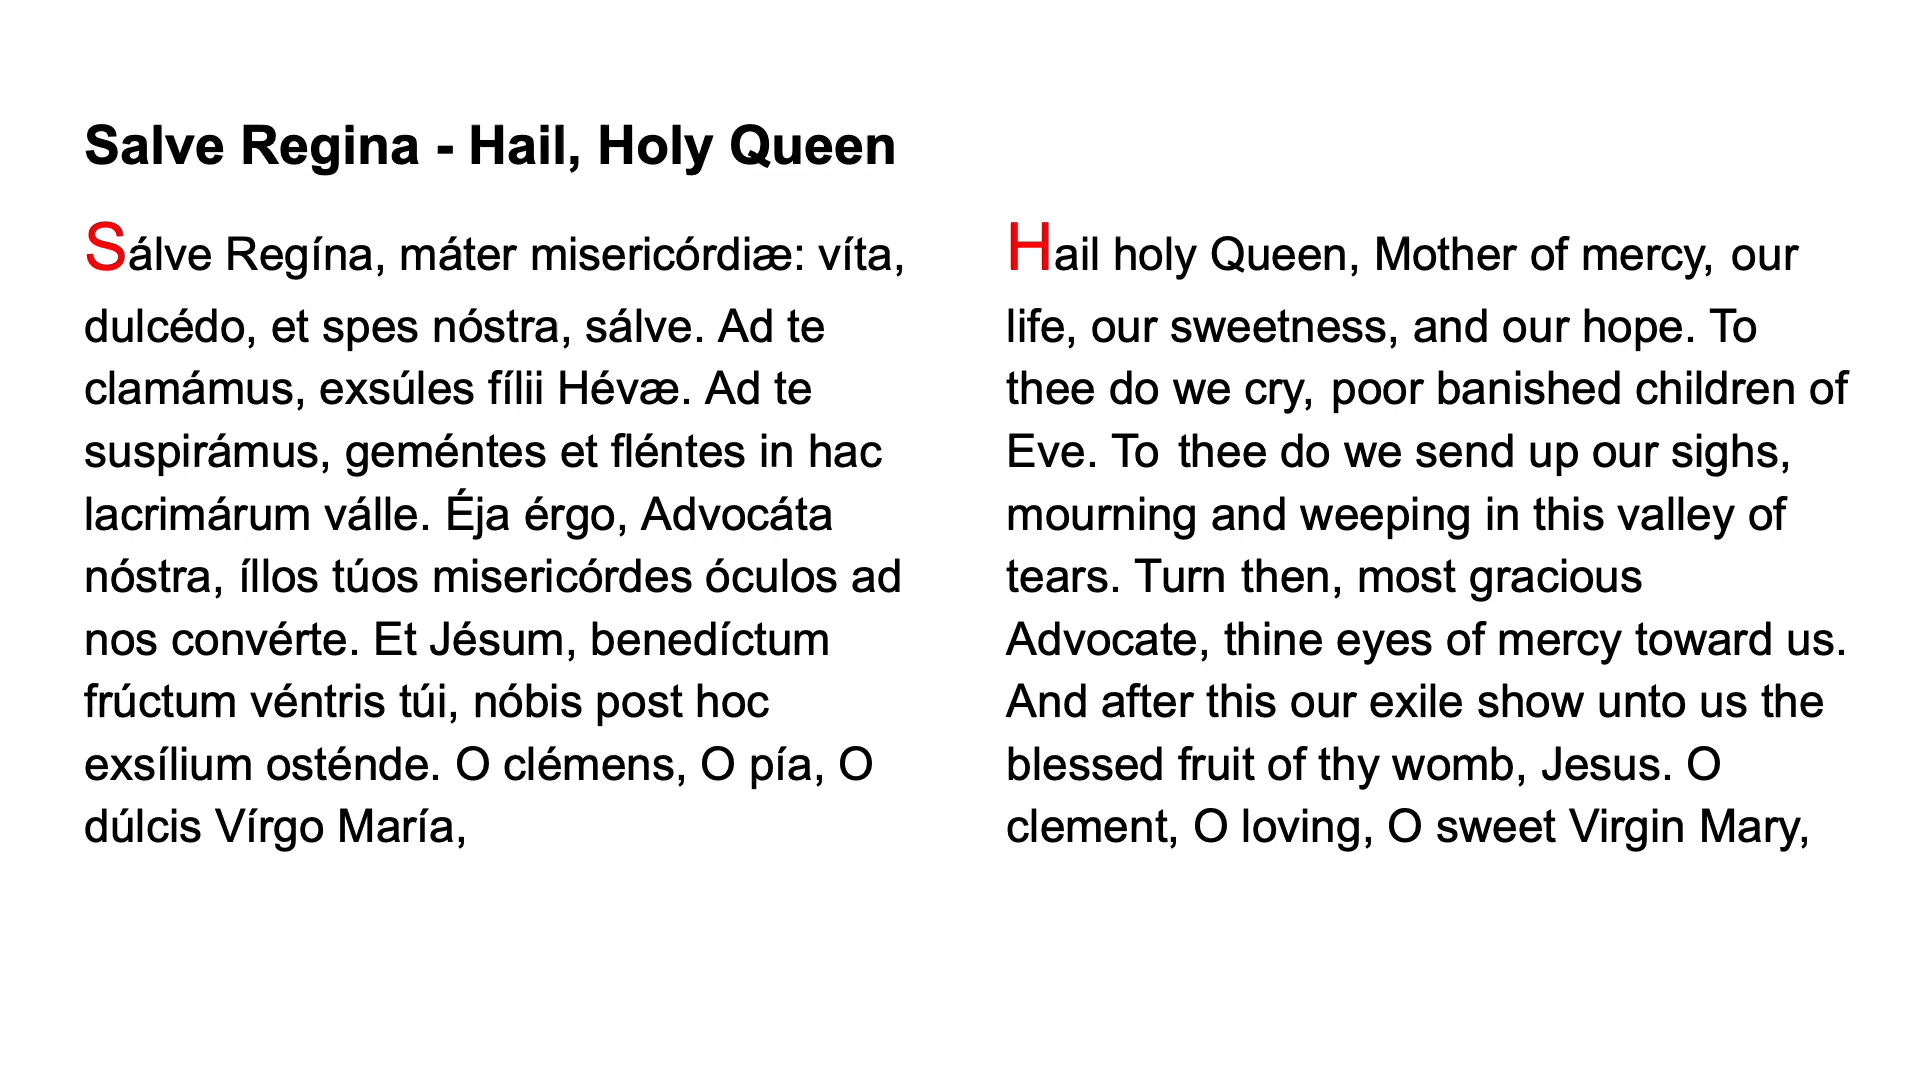 Salve Regina - Hail, Holy Queen
Sálve Regína, máter misericórdiæ: víta,
dulcédo, et spes nóstra, sálve. Ad te
clamámus, exsúles fílii Hévæ. Ad te
suspirámus, geméntes et fléntes in hac
lacrimárum válle. Éja érgo, Advocáta
nóstra, íllos túos misericórdes óculos ad
nos convérte. Et Jésum, benedíctum
frúctum véntris túi, nóbis post hoc
exsílium osténde. O clémens, O pía, O
dúlcis Vírgo María,
Hail holy Queen, Mother of mercy, our
life, our sweetness, and our hope. To
thee do we cry, poor banished children of
Eve. To thee do we send up our sighs,
mourning and weeping in this valley of
tears. Turn then, most gracious
Advocate, thine eyes of mercy toward us.
And after this our exile show unto us the
blessed fruit of thy womb, Jesus. O
clement, O loving, O sweet Virgin Mary,